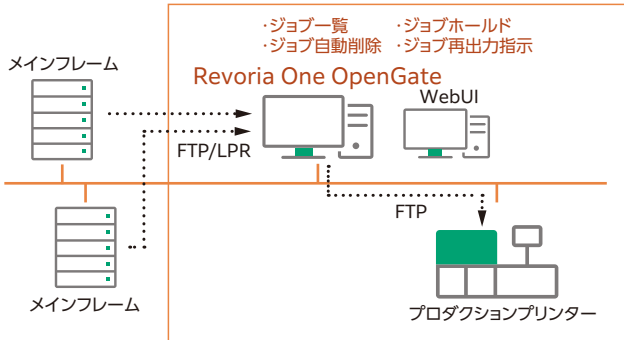 ・ジョブ一覧 ・ジョブホールド
・ジョブ自動削除 ・ジョブ再出力指示
メインフレーム
Revoria One OpenGate
WebUI
FTP/LPR
FTP
メインフレーム
プロダクションプリンター